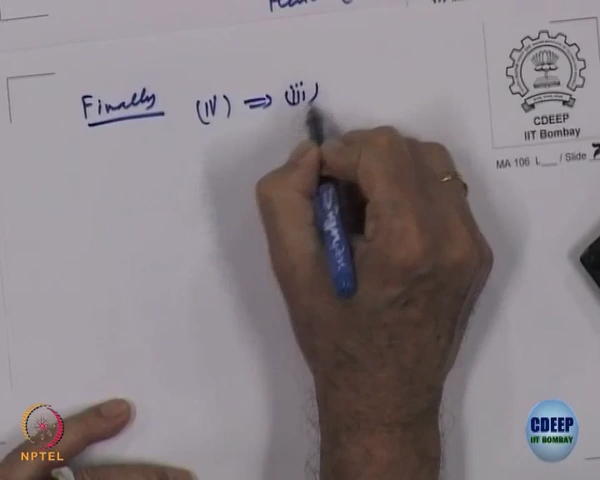 Finally (IV) ⇒ (iii)
CDEEP
IIT Bombay
MA 106 L___ / Slide
NPTEL
CDEEP
IIT BOMBAY